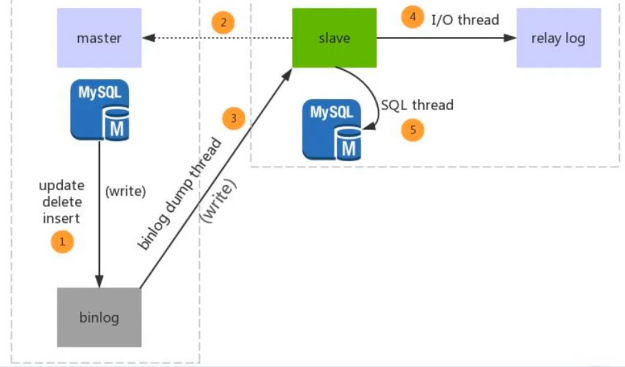 master
2
slave
4
I/O thread
relay log
MySQL
M
3
MySQL
M
SQL thread
5
binlog dump thread
(write)
update
delete
insert
(write)
1
binlog